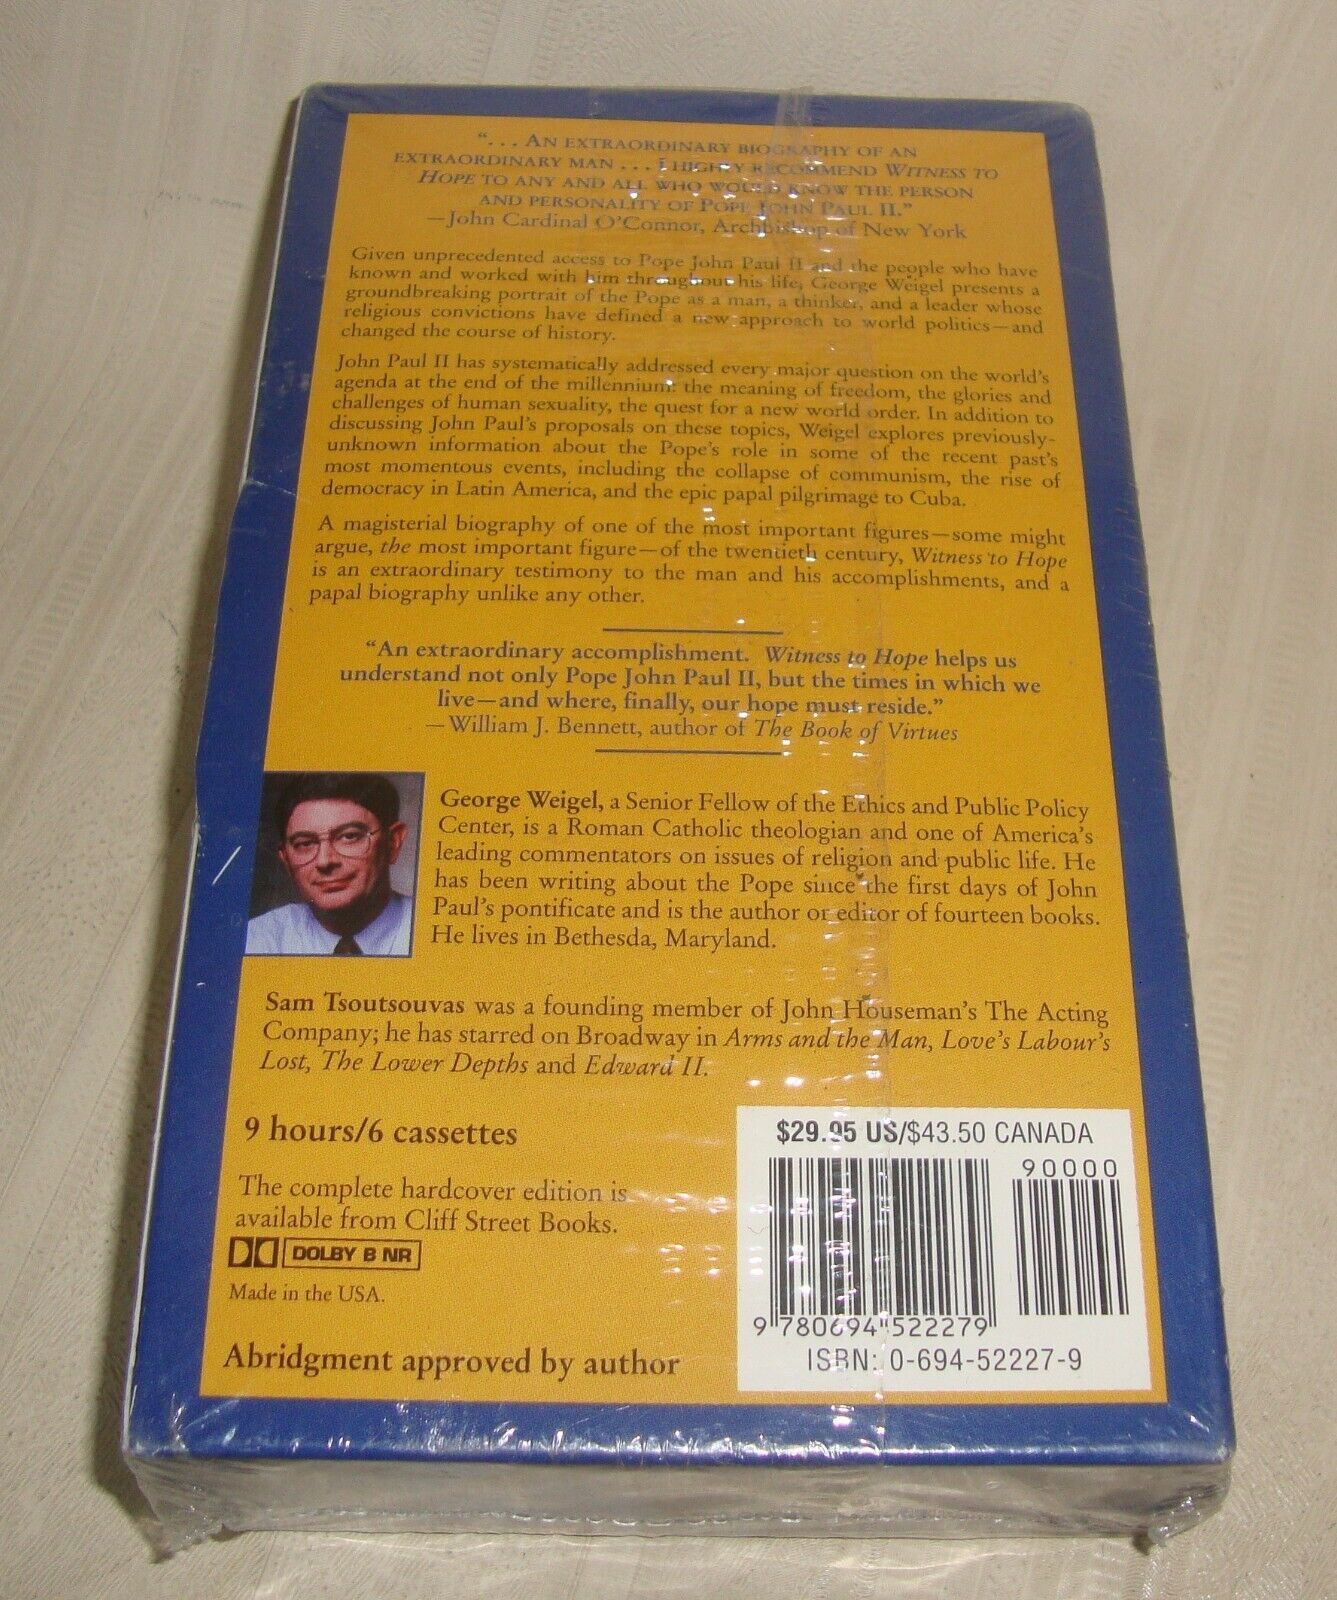 “. . . An extraordinary biography of an
extraordinary man . . . I highly recommend Witness to
Hope to any and all who would know the person
and personality of Pope John Paul II.”
—John Cardinal O’Connor, Archbishop of New York
Given unprecedented access to Pope John Paul II and the people who have
known and worked with him throughout his life, George Weigel presents a
groundbreaking portrait of the Pope as a man, a thinker, and a leader whose
religious convictions have defined a new approach to world politics—and
changed the course of history.
John Paul II has systematically addressed every major question on the world’s
agenda at the end of the millennium: the meaning of freedom, the glories and
challenges of human sexuality, the quest for a new world order. In addition to
discussing John Paul’s proposals on these topics, Weigel explores previously-
unknown information about the Pope’s role in some of the recent past’s
most momentous events, including the collapse of communism, the rise of
democracy in Latin America, and the epic papal pilgrimage to Cuba.
A magisterial biography of one of the most important figures—some might
argue, the most important figure—of the twentieth century, Witness to Hope
is an extraordinary testimony to the man and his accomplishments, and a
papal biography unlike any other.
“An extraordinary accomplishment. Witness to Hope helps us
understand not only Pope John Paul II, but the times in which we
live—and where, finally, our hope must reside.”
—William J. Bennett, author of The Book of Virtues
George Weigel, a Senior Fellow of the Ethics and Public Policy
Center, is a Roman Catholic theologian and one of America’s
leading commentators on issues of religion and public life. He
has been writing about the Pope since the first days of John
Paul’s pontificate and is the author or editor of fourteen books.
He lives in Bethesda, Maryland.
Sam Tsoutsouvas was a founding member of John Houseman’s The Acting
Company; he has starred on Broadway in Arms and the Man, Love’s Labour’s
Lost, The Lower Depths and Edward II.
9 hours/6 cassettes
The complete hardcover edition is
available from Cliff Street Books.
DOLBY B NR
Made in the USA.
Abridgment approved by author
$29.95 US/$43.50 CANADA
90000
9 780694 522279
ISBN: 0-694-52227-9